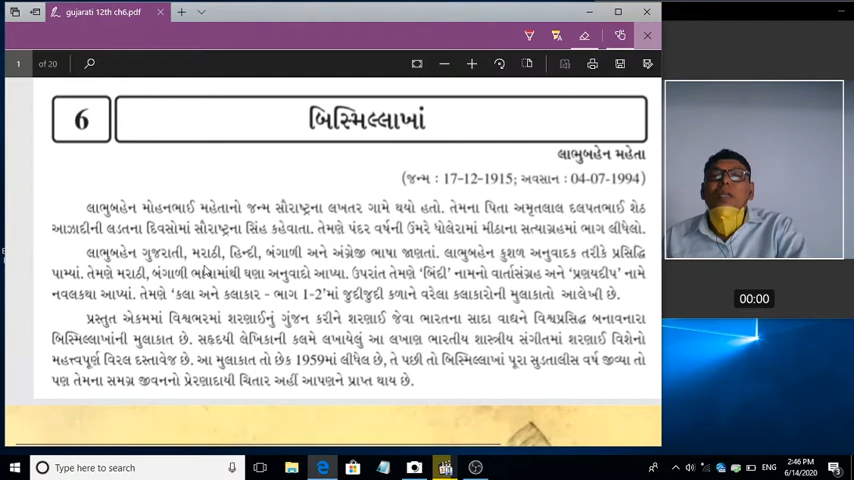 gujarati 12th ch6.pdf
1 of 20
6
બિસ્મિલ્લાખાં
લાભુબહેન મહેતા
(જન્મ : 17-12-1915; અવસાન : 04-07-1994)
લાભુબહેન મોહનભાઈ મહેતાનો જન્મ સૌરાષ્ટ્રના લખતર ગામે થયો હતો. તેમના પિતા અમૃતલાલ દલપતભાઈ શેઠ
આઝાદીની લડતના દિવસોમાં સૌરાષ્ટ્રના સિંહ કહેવાતા. તેમણે પંદર વર્ષની ઉંમરે ધોલેરામાં મીઠાના સત્યાગ્રહમાં ભાગ લીધેલો.
લાભુબહેન ગુજરાતી, મરાઠી, હિન્દી, બંગાળી અને અંગ્રેજી ભાષા જાણતાં. લાભુબહેન કુશળ અનુવાદક તરીકે પ્રસિદ્ધિ
પામ્યાં. તેમણે મરાઠી, બંગાળી ભાષામાંથી ઘણા અનુવાદો આપ્યા. ઉપરાંત તેમણે ‘બિંદી’ નામનો વાર્તાસંગ્રહ અને ‘પ્રણયદીપ’ નામે
નવલકથા આપ્યાં. તેમણે ‘કલા અને કલાકાર - ભાગ 1-2’માં જુદીજુદી કળાને વરેલા કલાકારોની મુલાકાતો આલેખી છે.
પ્રસ્તુત એકમમાં વિશ્વભરમાં શરણાઈનું ગુંજન કરીને શરણાઈ જેવા ભારતના સાદા વાદ્યને વિશ્વપ્રસિદ્ધ બનાવનારા
બિસ્મિલ્લાખાંની મુલાકાત છે. સહૃદયી લેખિકાની કલમે લખાયેલું આ લખાણ ભારતીય શાસ્ત્રીય સંગીતમાં શરણાઈ વિશેનો
મહત્ત્વપૂર્ણ વિરલ દસ્તાવેજ છે. આ મુલાકાત તો છેક 1959માં લીધેલ છે, તે પછી તો બિસ્મિલ્લાખાં પૂરા સુડતાલીસ વર્ષ જીવ્યા તો
પણ તેમના સમગ્ર જીવનનો પ્રેરણાદાયી ચિતાર અહીં આપણને પ્રાપ્ત થાય છે.
00:00
Type here to search
ENG
2:46 PM
6/14/2020
3